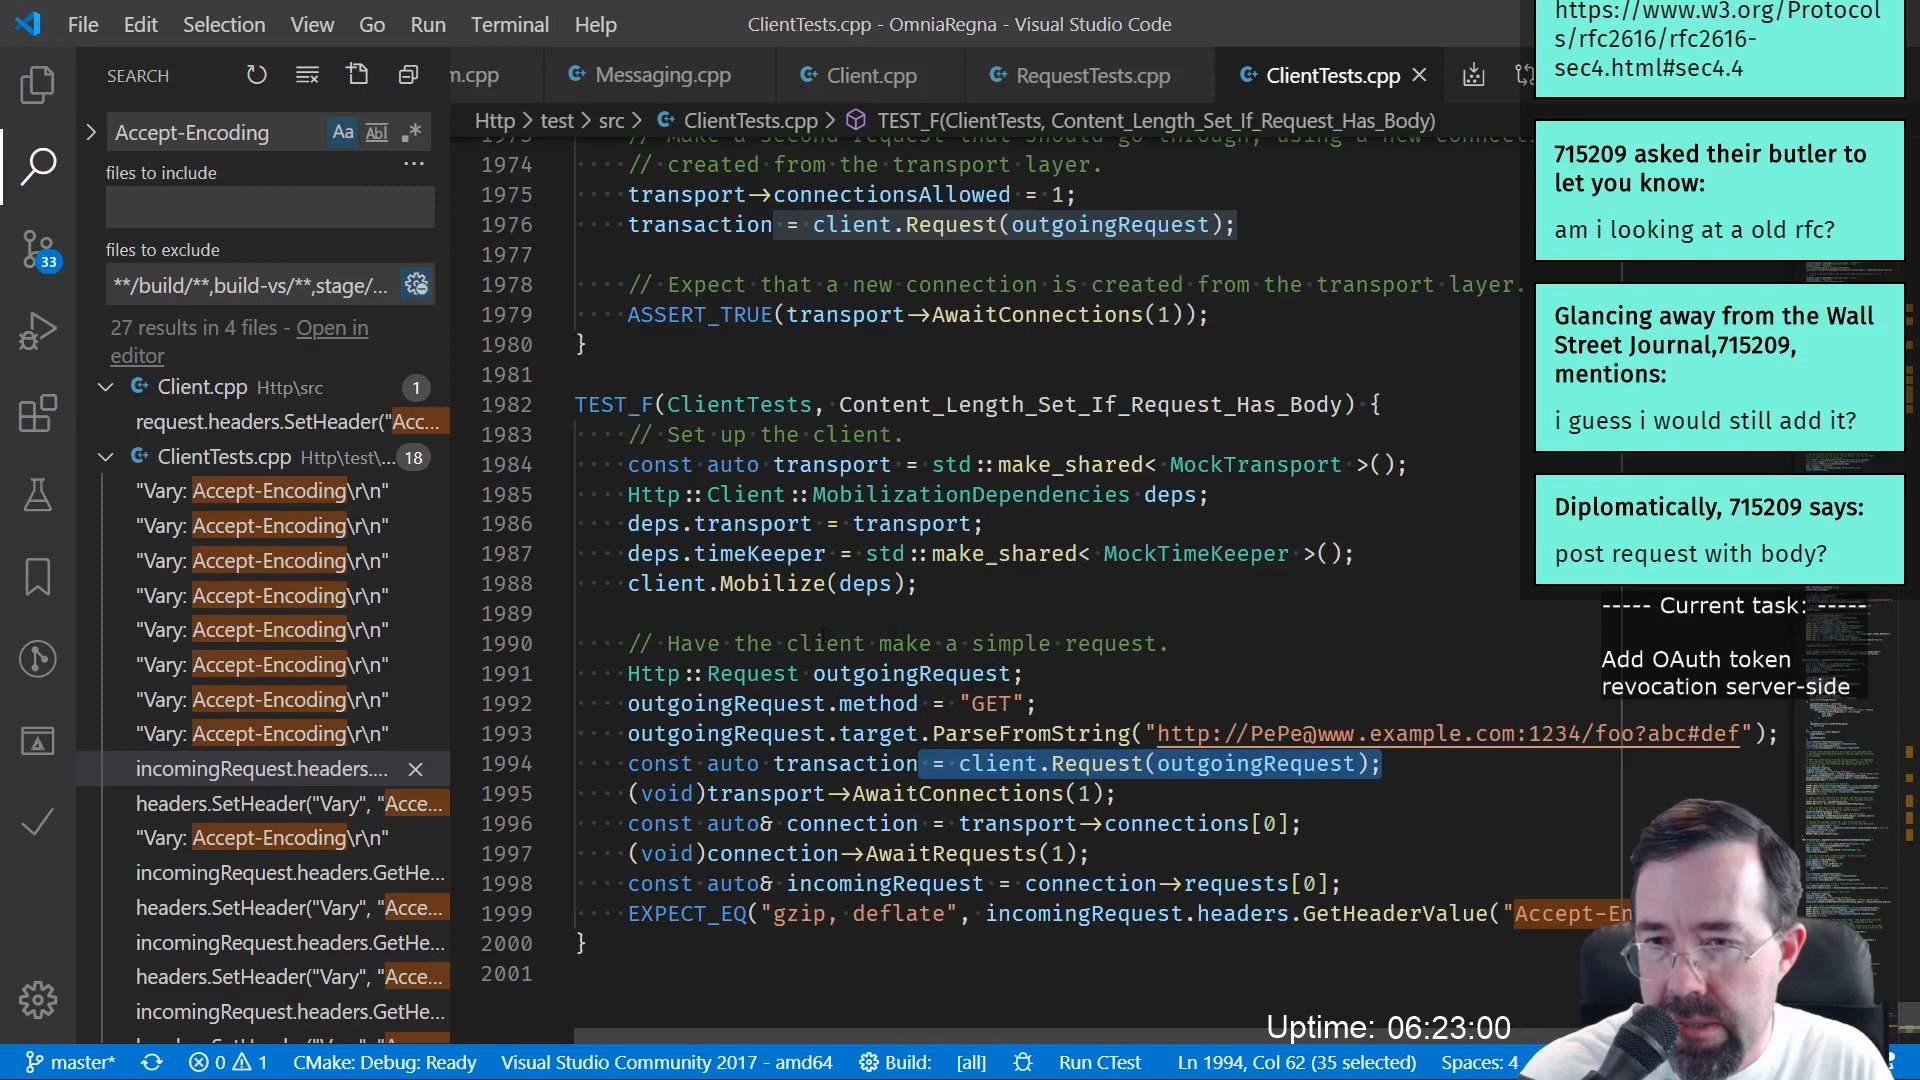 File Edit Selection View Go Run Terminal Help
ClientTests.cpp - OmniaRegna - Visual Studio Code
SEARCH
Accept-Encoding
Aa Abl .*
files to include
files to exclude
**/build/**,build-vs/**,stage/...
27 results in 4 files - Open in
editor
Client.cpp Http\src 1
request.headers.SetHeader("Acc...
ClientTests.cpp Http\test\... 18
"Vary: Accept-Encoding\r\n"
"Vary: Accept-Encoding\r\n"
"Vary: Accept-Encoding\r\n"
"Vary: Accept-Encoding\r\n"
"Vary: Accept-Encoding\r\n"
"Vary: Accept-Encoding\r\n"
"Vary: Accept-Encoding\r\n"
"Vary: Accept-Encoding\r\n"
incomingRequest.headers....
headers.SetHeader("Vary", "Acce...
"Vary: Accept-Encoding\r\n"
incomingRequest.headers.GetHe...
headers.SetHeader("Vary", "Acce...
incomingRequest.headers.GetHe...
headers.SetHeader("Vary", "Acce...
incomingRequest.headers.GetHe...
33
m.cpp Messaging.cpp Client.cpp RequestTests.cpp ClientTests.cpp
Http > test > src > ClientTests.cpp > TEST_F(ClientTests, Content_Length_Set_If_Request_Has_Body)
1974 // created from the transport layer.
1975 transport->connectionsAllowed = 1;
1976 transaction = client.Request(outgoingRequest);
1977
1978 // Expect that a new connection is created from the transport layer.
1979 ASSERT_TRUE(transport->AwaitConnections(1));
1980 }
1981
1982 TEST_F(ClientTests, Content_Length_Set_If_Request_Has_Body) {
1983 // Set up the client.
1984 const auto transport = std::make_shared< MockTransport >();
1985 Http::Client::MobilizationDependencies deps;
1986 deps.transport = transport;
1987 deps.timeKeeper = std::make_shared< MockTimeKeeper >();
1988 client.Mobilize(deps);
1989
1990 // Have the client make a simple request.
1991 Http::Request outgoingRequest;
1992 outgoingRequest.method = "GET";
1993 outgoingRequest.target.ParseFromString("http://PePe@www.example.com:1234/foo?abc#def");
1994 const auto transaction = client.Request(outgoingRequest);
1995 (void)transport->AwaitConnections(1);
1996 const auto& connection = transport->connections[0];
1997 (void)connection->AwaitRequests(1);
1998 const auto& incomingRequest = connection->requests[0];
1999 EXPECT_EQ("gzip, deflate", incomingRequest.headers.GetHeaderValue("Accept-En
2000 }
2001
https://www.w3.org/Protocol
s/rfc2616/rfc2616-
sec4.html#sec4.4
715209 asked their butler to
let you know:
am i looking at a old rfc?
Glancing away from the Wall
Street Journal,715209,
mentions:
i guess i would still add it?
Diplomatically, 715209 says:
post request with body?
----- Current task: -----
Add OAuth token
revocation server-side
Uptime: 06:23:00
master* 0 1 CMake: Debug: Ready Visual Studio Community 2017 - amd64 Build: [all] Run CTest Ln 1994, Col 62 (35 selected) Spaces: 4